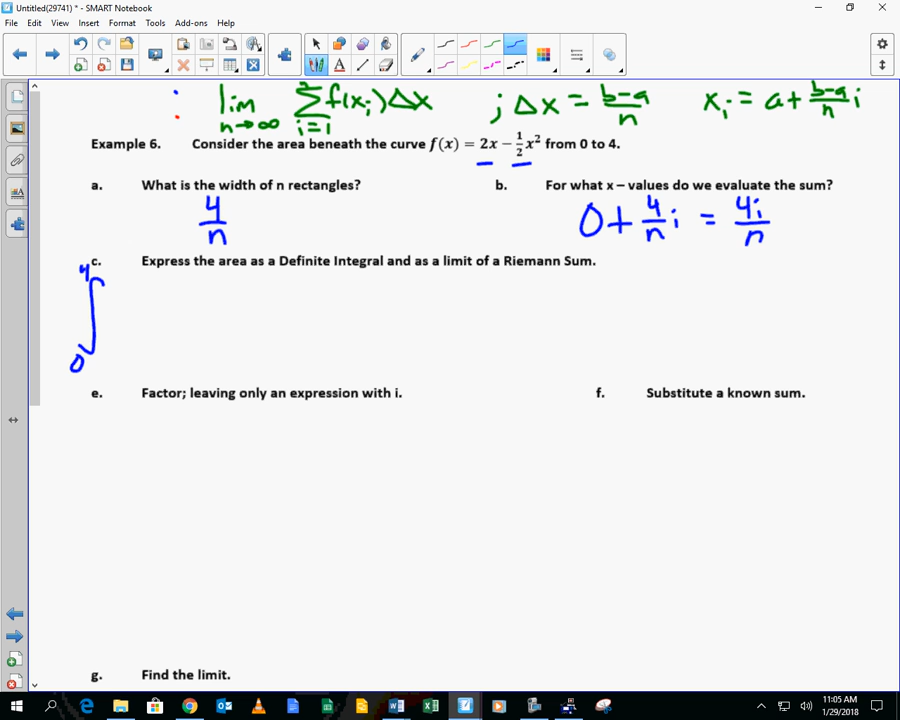 Untitled(29741) * - SMART Notebook
File Edit View Insert Format Tools Add-ons Help
: lim n→∞ Σ i=1 f(xᵢ)Δx ; Δx = b-a/n xᵢ = a + b-a/n i
Example 6. Consider the area beneath the curve f(x) = 2x − 1/2 x² from 0 to 4.
a. What is the width of n rectangles? b. For what x – values do we evaluate the sum?
4/n 0 + 4/n i = 4i/n
c. Express the area as a Definite Integral and as a limit of a Riemann Sum.
∫ 4 0
e. Factor; leaving only an expression with i. f. Substitute a known sum.
g. Find the limit.
11:05 AM
1/29/2018